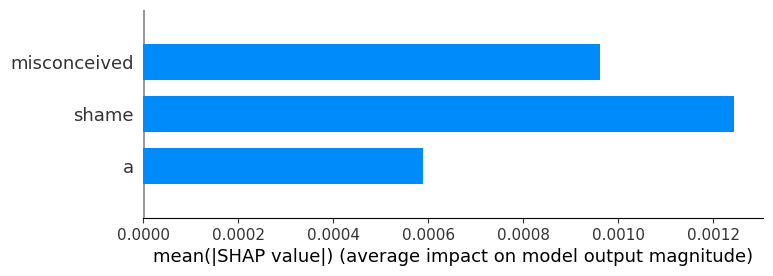 misconceived
shame
a
0.0000 0.0002 0.0004 0.0006 0.0008 0.0010 0.0012
mean(|SHAP value|) (average impact on model output magnitude)